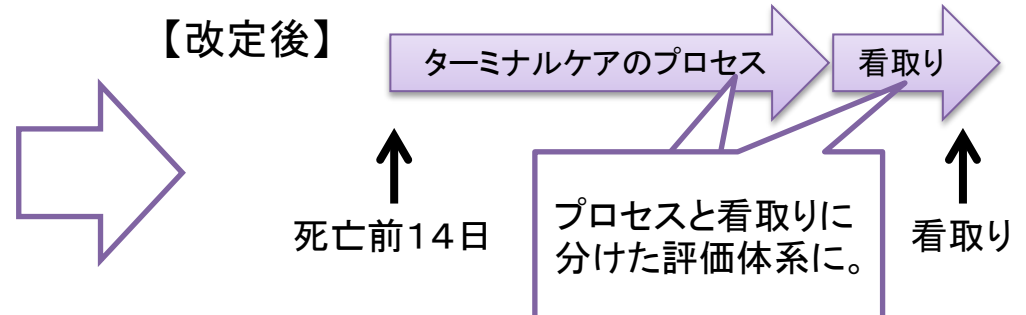 【改定後】
ターミナルケアのプロセス
看取り
死亡前14日
プロセスと看取りに
分けた評価体系に。
看取り